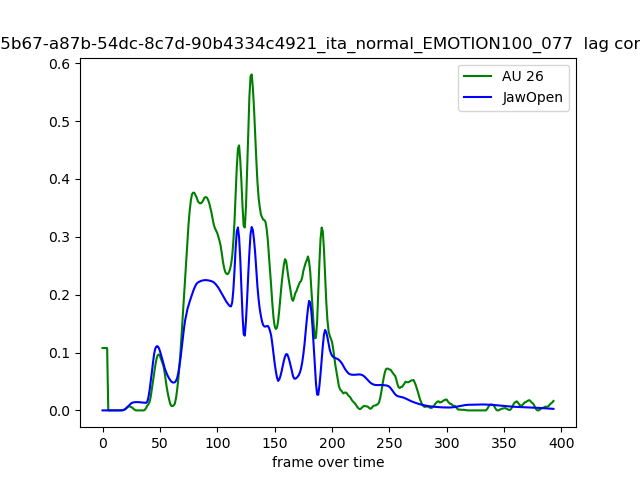 5b67-a87b-54dc-8c7d-90b4334c4921_ita_normal_EMOTION100_077 lag cor
0.6
0.5
0.4
0.3
0.2
0.1
0.0
AU 26
JawOpen
0 50 100 150 200 250 300 350 400
frame over time